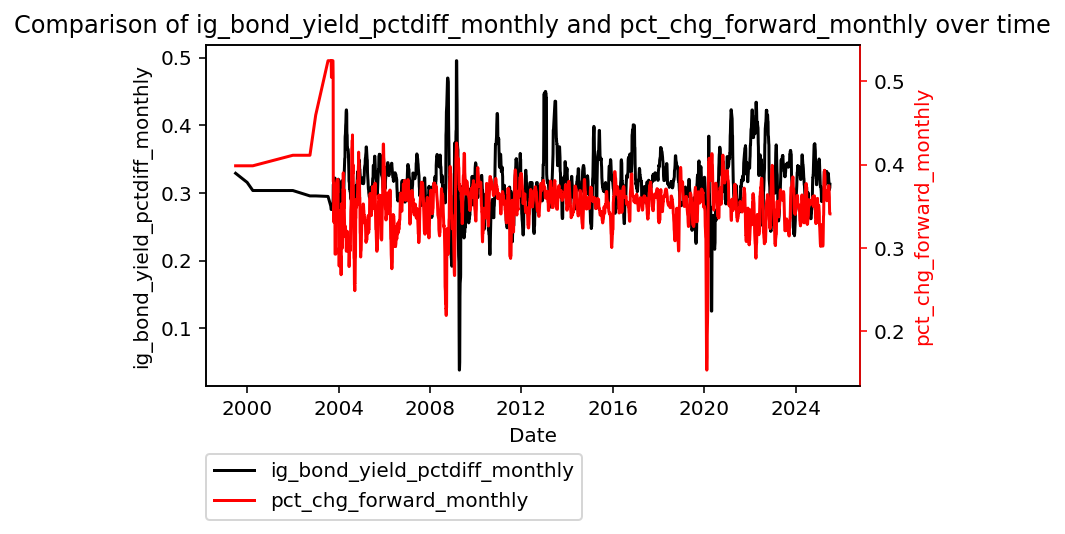 Comparison of ig_bond_yield_pctdiff_monthly and pct_chg_forward_monthly over time
ig_bond_yield_pctdiff_monthly
0.5
0.4
0.3
0.2
0.1
0.5
0.4
0.3
0.2
pct_chg_forward_monthly
2000 2004 2008 2012 2016 2020 2024
Date
ig_bond_yield_pctdiff_monthly
pct_chg_forward_monthly